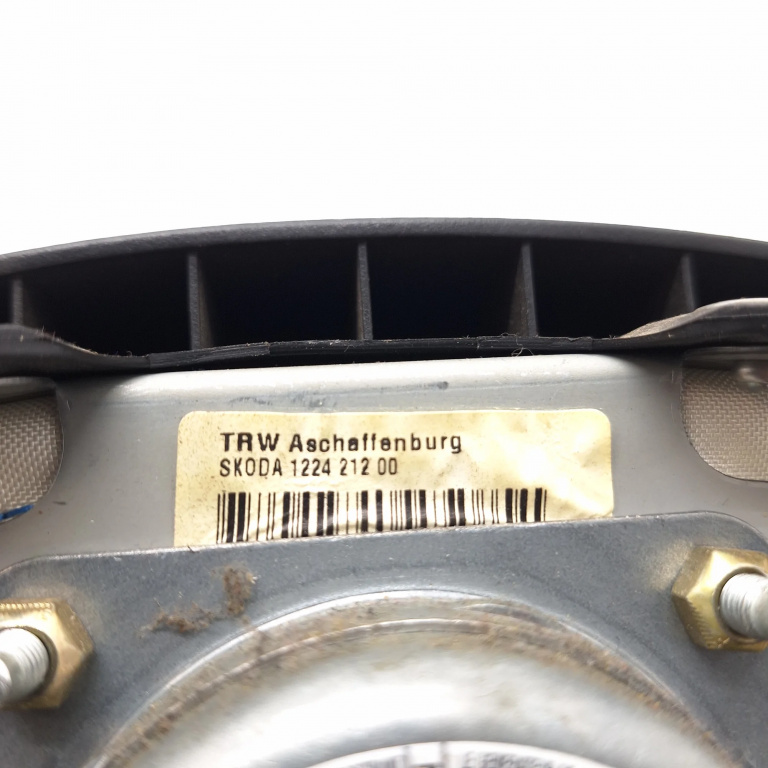 TRW Aschaffenburg
SKODA 1224 212 00